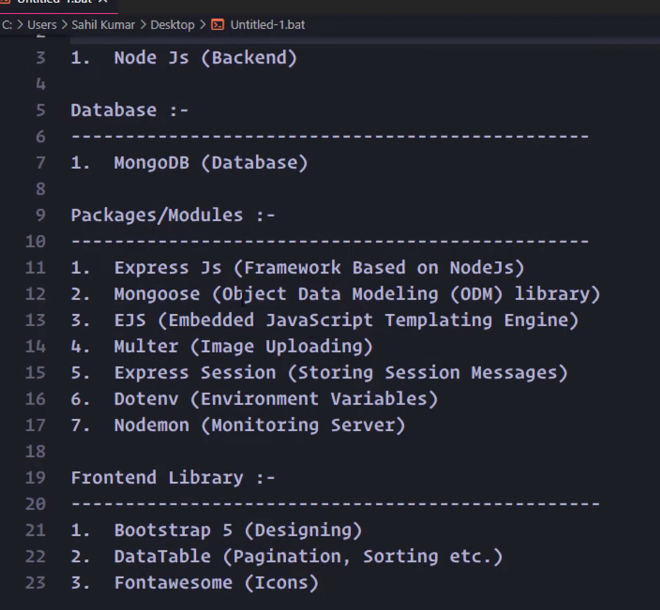 Untitled-1.bat
C: > Users > Sahil Kumar > Desktop > Untitled-1.bat
2
3 1. Node Js (Backend)
4
5 Database :-
6 ------------------------------------------------
7 1. MongoDB (Database)
8
9 Packages/Modules :-
10 ------------------------------------------------
11 1. Express Js (Framework Based on NodeJs)
12 2. Mongoose (Object Data Modeling (ODM) library)
13 3. EJS (Embedded JavaScript Templating Engine)
14 4. Multer (Image Uploading)
15 5. Express Session (Storing Session Messages)
16 6. Dotenv (Environment Variables)
17 7. Nodemon (Monitoring Server)
18
19 Frontend Library :-
20 -------------------------------------------------
21 1. Bootstrap 5 (Designing)
22 2. DataTable (Pagination, Sorting etc.)
23 3. Fontawesome (Icons)